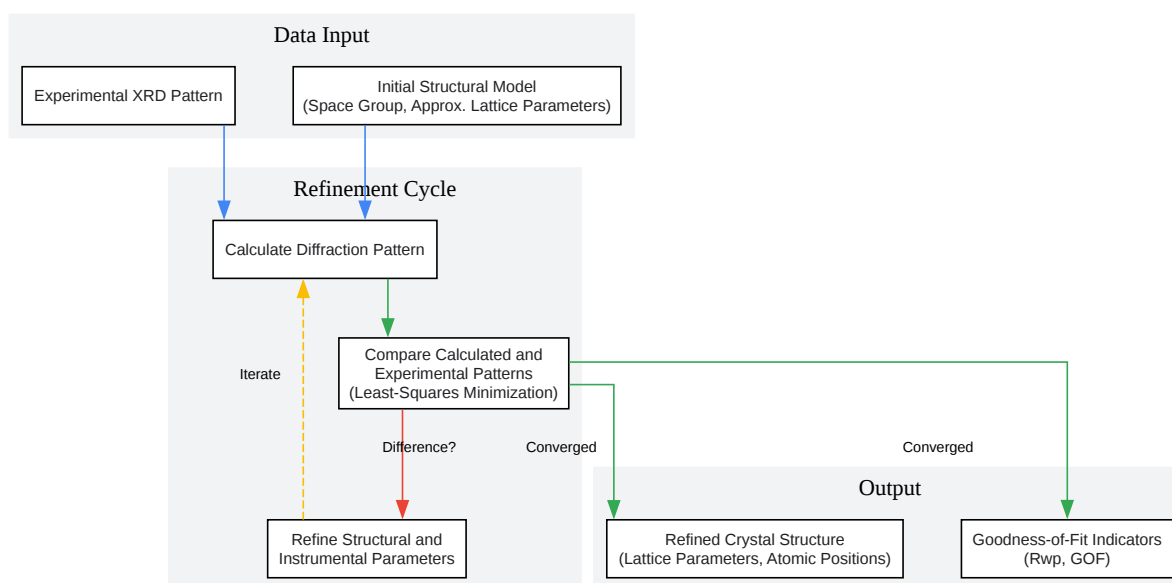 Data Input
Experimental XRD Pattern
Initial Structural Model
(Space Group, Approx. Lattice Parameters)
Refinement Cycle
Calculate Diffraction Pattern
Compare Calculated and
Experimental Patterns
(Least-Squares Minimization)
Iterate
Difference?
Converged
Converged
Output
Refine Structural and
Instrumental Parameters
Refined Crystal Structure
(Lattice Parameters, Atomic Positions)
Goodness-of-Fit Indicators
(Rwp, GOF)